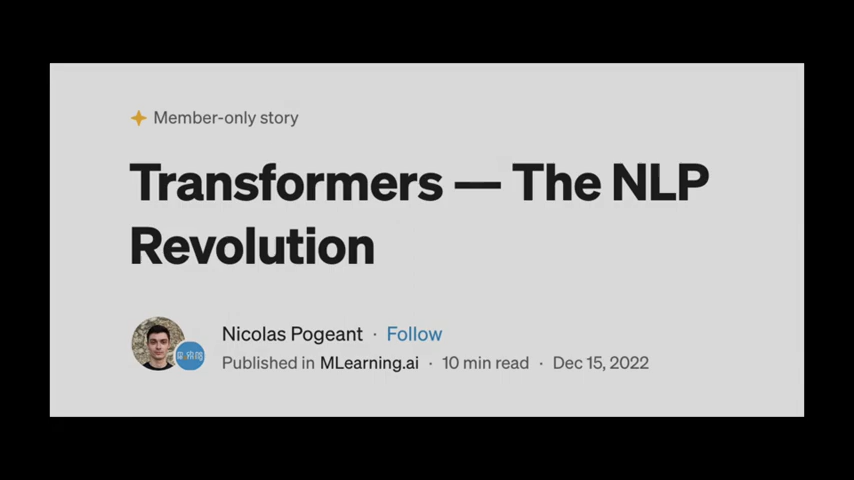 Member-only story
Transformers — The NLP
Revolution
Nicolas Pogeant · Follow
Published in MLearning.ai · 10 min read · Dec 15, 2022